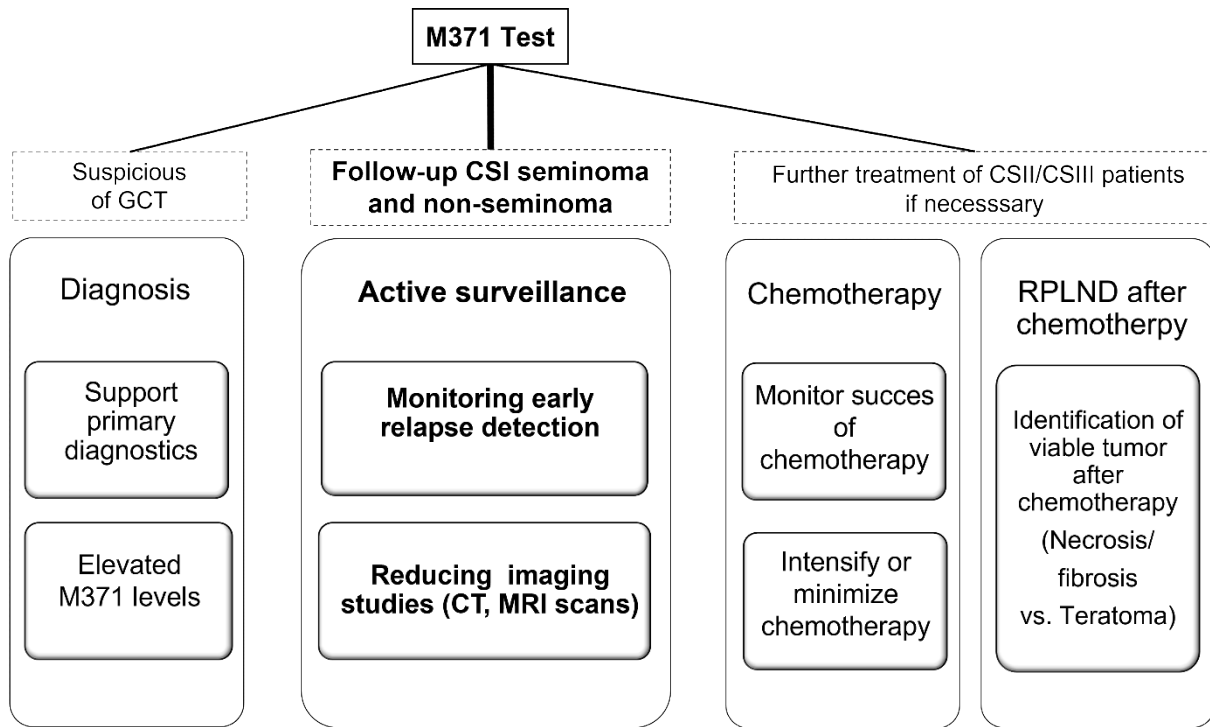 M371 Test
Suspicious
of GCT
Follow-up CSI seminoma
and non-seminoma
Further treatment of CSII/CSIII patients
if necesssary
Diagnosis
Support
primary
diagnostics
Elevated
M371 levels
Active surveillance
Monitoring early
relapse detection
Reducing imaging
studies (CT, MRI scans)
Chemotherapy
Monitor succes
of
chemotherapy
Intensify or
minimize
chemotherapy
RPLND after
chemotherpy
Identification of
viable tumor
after
chemotherapy
(Necrosis/
fibrosis
vs. Teratoma)